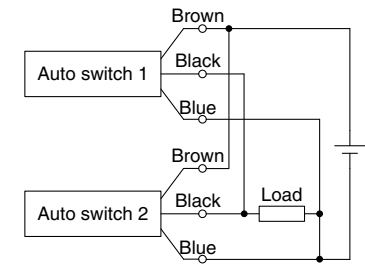 Brown
Auto switch 1
Black
Blue
Brown
Auto switch 2
Black
Load
Blue